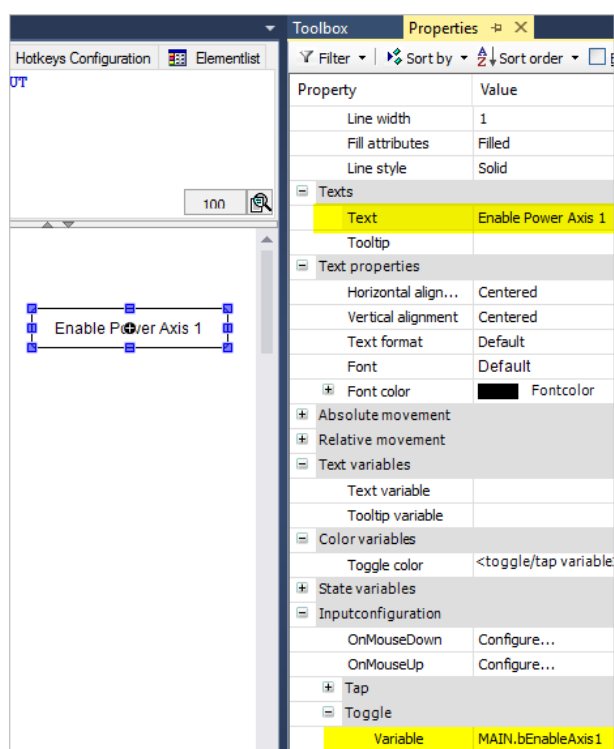 Toolbox Properties
Hotkeys Configuration Elementlist
Filter Sort by Sort order
UT
Property Value
Line width 1
Fill attributes Filled
Line style Solid
Texts
100
Text Enable Power Axis 1
Tooltip
Text properties
Horizontal align... Centered
Vertical alignment Centered
Enable Power Axis 1
Text format Default
Font Default
Font color Fontcolor
Absolute movement
Relative movement
Text variables
Text variable
Tooltip variable
Color variables
Toggle color <toggle/tap variable
State variables
Inputconfiguration
OnMouseDown Configure...
OnMouseUp Configure...
Tap
Toggle
Variable MAIN.bEnableAxis1